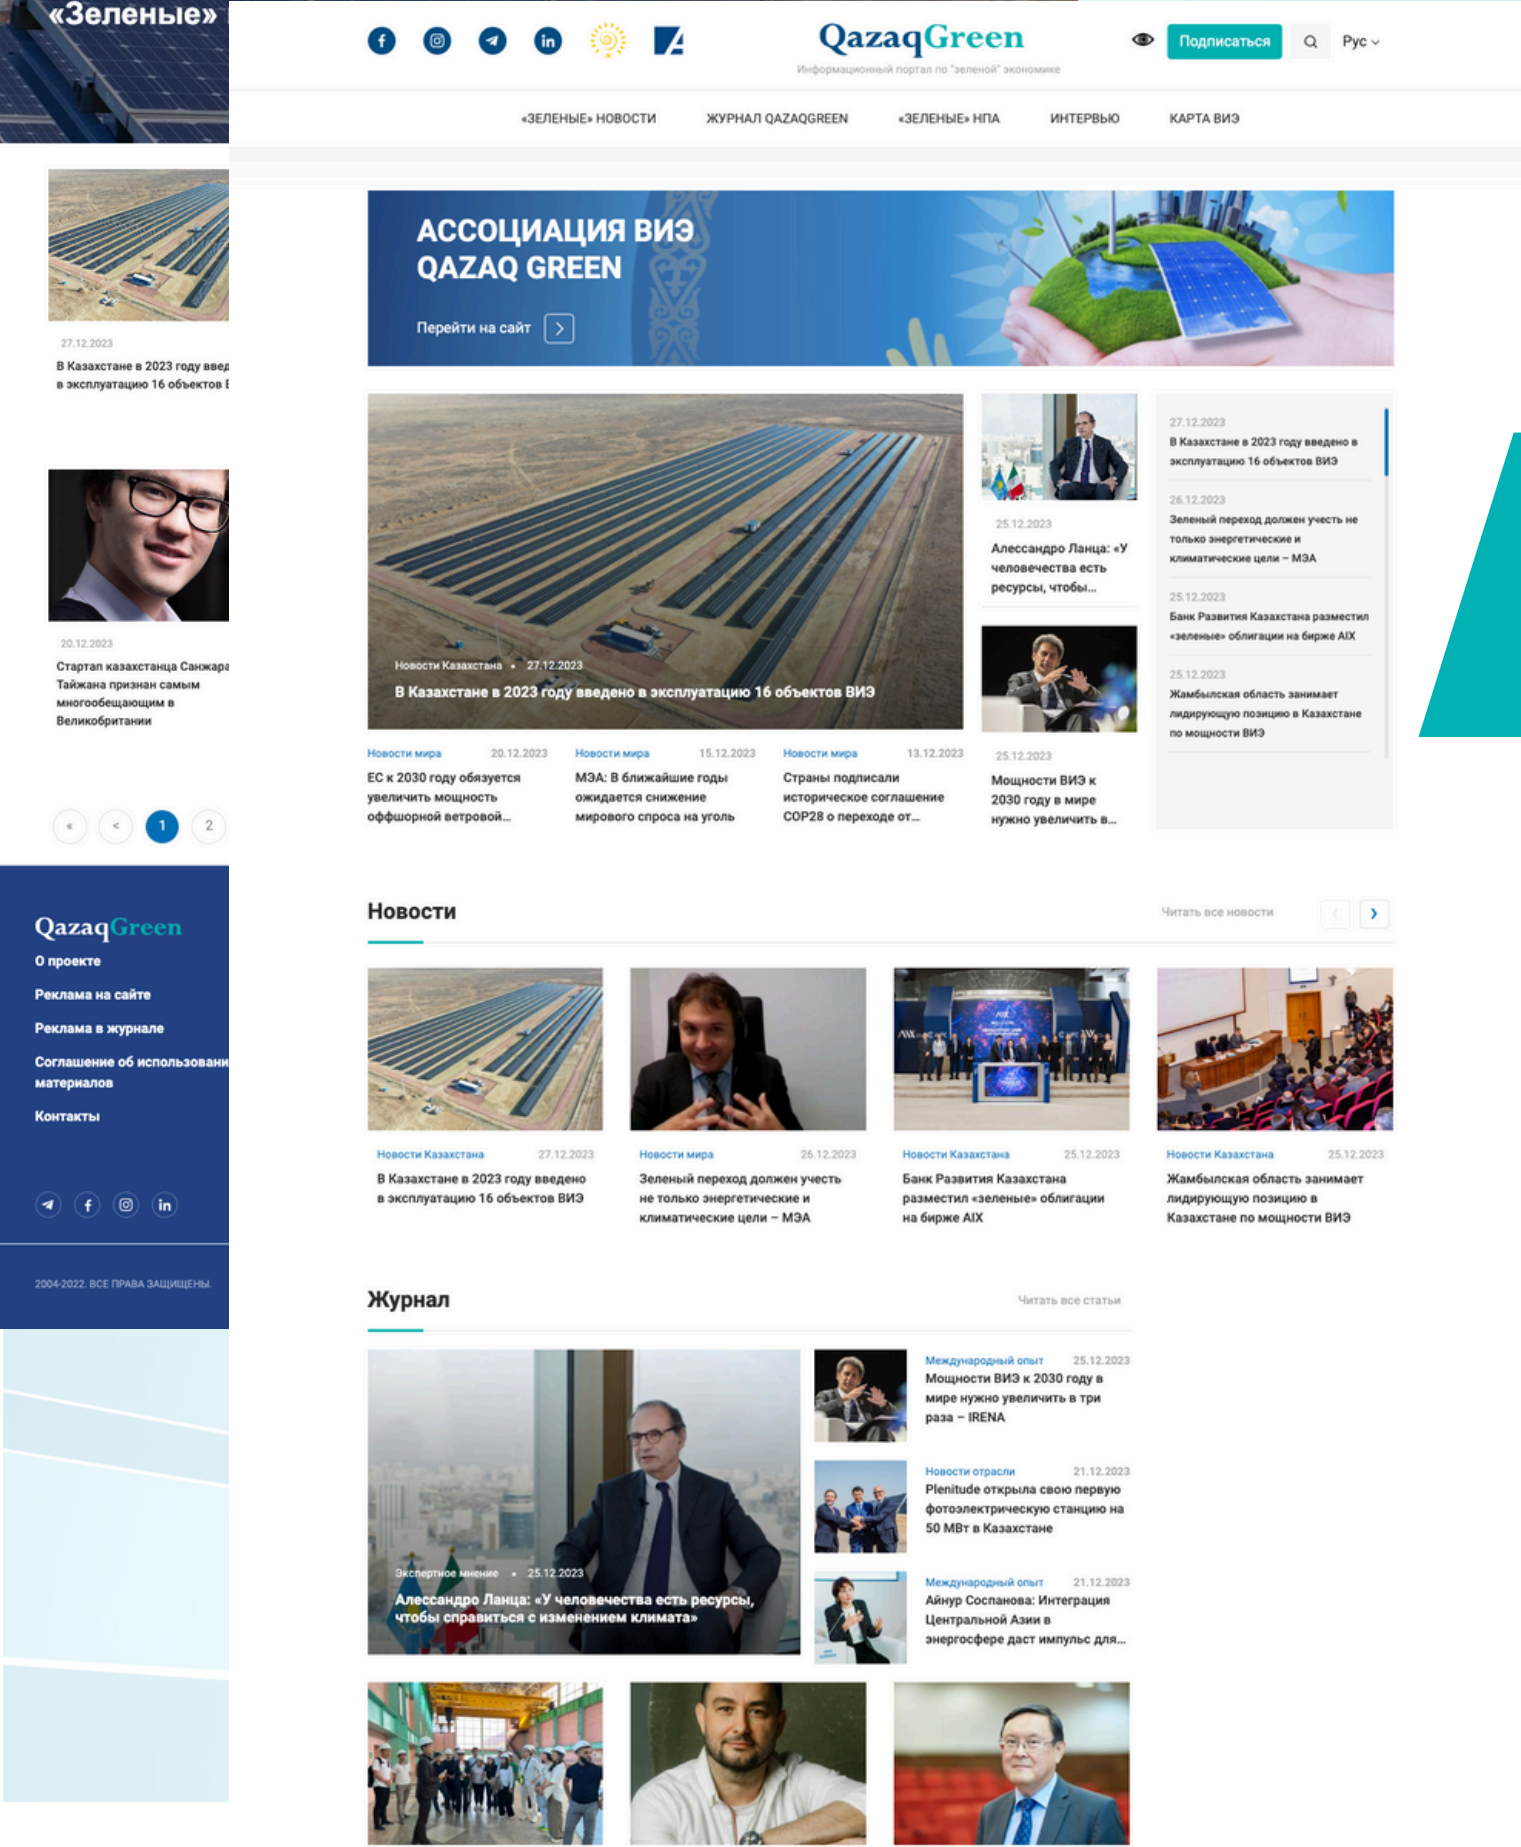 «Зеленые»
27.12.2023
В Казахстане в 2023 году введ
в эксплуатацию 16 объектов
20.12.2023
Стартап казахстанца Санжара
Тайжана признан самым
многообещающим в
Великобритании
« < 1 2
QazaqGreen
О проекте
Реклама на сайте
Реклама в журнале
Соглашение об использовани
материалов
Контакты
2004-2022. ВСЕ ПРАВА ЗАЩИЩЕНЫ.
QazaqGreen
Информационный портал по "зеленой" экономике
Подписаться
Рус
«ЗЕЛЕНЫЕ» НОВОСТИ ЖУРНАЛ QAZAQGREEN «ЗЕЛЕНЫЕ» НПА ИНТЕРВЬЮ КАРТА ВИЭ
АССОЦИАЦИЯ ВИЭ
QAZAQ GREEN
Перейти на сайт
Новости Казахстана • 27.12.2023
В Казахстане в 2023 году введено в эксплуатацию 16 объектов ВИЭ
Новости мира 20.12.2023
ЕС к 2030 году обязуется
увеличить мощность
оффшорной ветровой...
Новости мира 15.12.2023
МЭА: В ближайшие годы
ожидается снижение
мирового спроса на уголь
Новости мира 13.12.2023
Страны подписали
историческое соглашение
COP28 о переходе от...
25.12.2023
Алессандро Ланца: «У
человечества есть
ресурсы, чтобы...
25.12.2023
Мощности ВИЭ к
2030 году в мире
нужно увеличить в...
27.12.2023
В Казахстане в 2023 году введено в
эксплуатацию 16 объектов ВИЭ
26.12.2023
Зеленый переход должен учесть не
только энергетические и
климатические цели – МЭА
25.12.2023
Банк Развития Казахстана разместил
«зеленые» облигации на бирже AIX
25.12.2023
Жамбылская область занимает
лидирующую позицию в Казахстане
по мощности ВИЭ
Новости
Читать все новости
Новости Казахстана 27.12.2023
В Казахстане в 2023 году введено
в эксплуатацию 16 объектов ВИЭ
Новости мира 26.12.2023
Зеленый переход должен учесть
не только энергетические и
климатические цели – МЭА
Новости Казахстана 25.12.2023
Банк Развития Казахстана
разместил «зеленые» облигации
на бирже AIX
Новости Казахстана 25.12.2023
Жамбылская область занимает
лидирующую позицию в
Казахстане по мощности ВИЭ
Журнал
Читать все статьи
Экспертное мнение • 25.12.2023
Алессандро Ланца: «У человечества есть ресурсы,
чтобы справиться с изменением климата»
Международный опыт 25.12.2023
Мощности ВИЭ к 2030 году в
мире нужно увеличить в три
раза – IRENA
Новости отрасли 21.12.2023
Plenitude открыла свою первую
фотоэлектрическую станцию на
50 МВт в Казахстане
Международный опыт 21.12.2023
Айнур Соспанова: Интеграция
Центральной Азии в
энергосфере даст импульс для...